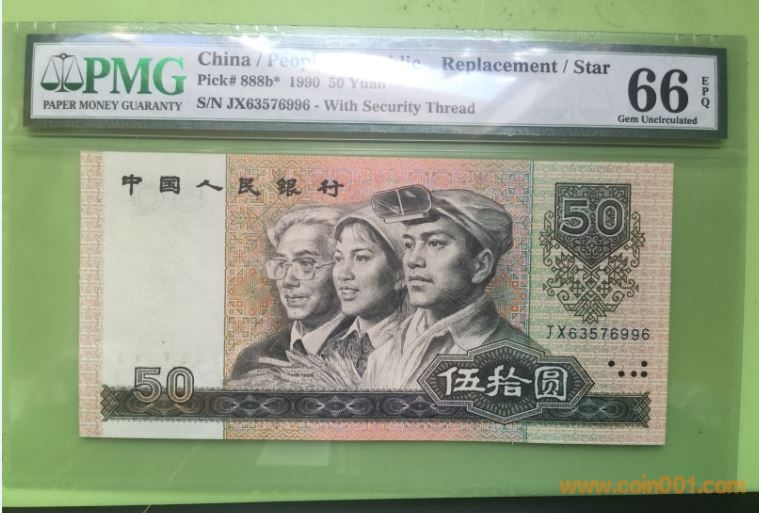 PMG
PAPER MONEY GUARANTY
China / Peop
Replacement / Star
Pick# 888b* 1990 50 Yuan
S/N JX63576996 - With Security Thread
66
EPQ
Gem Uncirculated
中国人民银行
50
JX63576996
50
伍拾圆
www.coin001.com